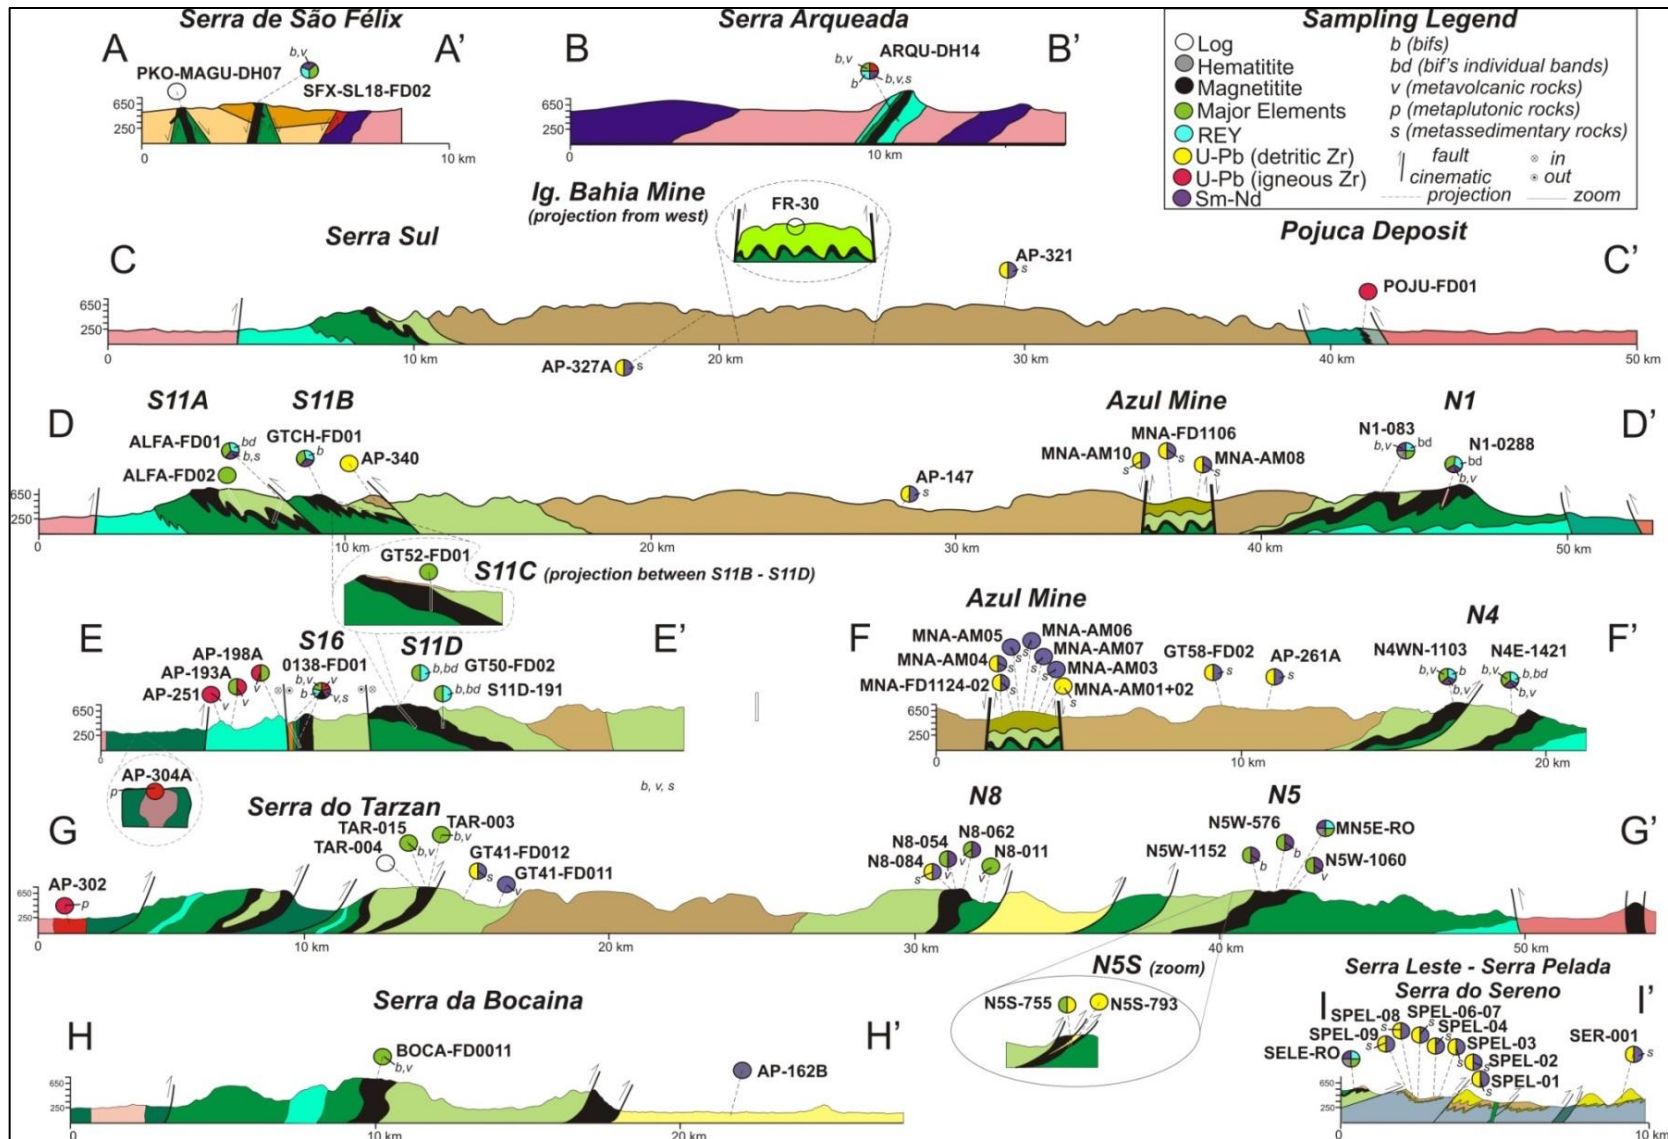 Serra de São Félix
A
A'
b,v
PKO-MAGU-DH07
SFX-SL18-FD02
650
250
0
10 km
Serra Arqueada
B
B'
ARQU-DH14
b,v
b
b,v,s
650
250
0
10 km
Sampling Legend
Log
Hematitite
Magnetitite
Major Elements
REY
U-Pb (detritic Zr)
U-Pb (igneous Zr)
Sm-Nd
b (bifs)
bd (bif's individual bands)
v (metavolcanic rocks)
p (metaplutonic rocks)
s (metassedimentary rocks)
fault
in
cinematic
out
projection
zoom
Ig. Bahia Mine
(projection from west)
FR-30
Serra Sul
Pojuca Deposit
C
C'
AP-321
s
POJU-FD01
AP-327A
s
650
250
0
10 km
20 km
30 km
40 km
50 km
S11A
S11B
Azul Mine
N1
D
D'
ALFA-FD01
bd
b,s
ALFA-FD02
GTCH-FD01
b
AP-340
AP-147
s
MNA-FD1106
s
MNA-AM10
s
MNA-AM08
s
N1-083
b,v
bd
N1-0288
bd
b,v
650
250
0
10 km
20 km
30 km
40 km
50 km
GT52-FD01
S11C (projection between S11B - S11D)
E
E'
S16
S11D
AP-198A
v
AP-193A
v
AP-251
v
0138-FD01
b,v
b
v,s
b,bd
GT50-FD02
b,bd
S11D-191
650
250
0
10 km
AP-304A
p
b, v, s
Azul Mine
N4
F
F'
MNA-AM05
s
MNA-AM06
s
MNA-AM07
s
MNA-AM04
s
MNA-AM03
s
MNA-FD1124-02
s
MNA-AM01+02
s
GT58-FD02
s
AP-261A
s
N4WN-1103
b,v
b
b,v
N4E-1421
b,v
b,bd
b,v
650
250
0
10 km
20 km
Serra do Tarzan
N8
N5
G
G'
TAR-015
b,v
TAR-003
b,v
TAR-004
GT41-FD012
s
GT41-FD011
v
AP-302
p
N8-054
v
N8-062
v
N8-084
s
N8-011
N5W-576
b
MN5E-RO
N5W-1152
b
N5W-1060
v
650
250
0
10 km
20 km
30 km
40 km
50 km
N5S (zoom)
N5S-755
N5S-793
Serra da Bocaina
H
H'
BOCA-FD0011
b,v
AP-162B
650
250
0
10 km
20 km
Serra Leste - Serra Pelada
Serra do Sereno
I
I'
SPEL-08
s
SPEL-06-07
s
SPEL-09
s
SPEL-04
s
SELE-RO
SPEL-03
s
SPEL-02
s
SPEL-01
s
SER-001
s
650
250
0
10 km